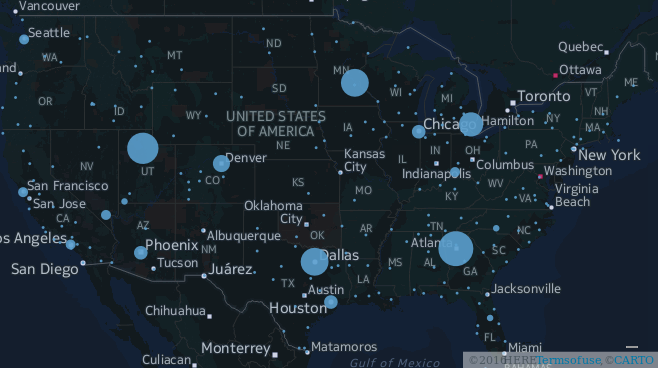 Vancouver
Seattle
WA
MT
ND
MN
Quebec
Ottawa
ME
OR
ID
WY
SD
WI
MI
Toronto
VT
NH
UNITED STATES
OF AMERICA
IA
Chicago
Hamilton
NY
MA
NV
UT
Denver
CO
NE
Kansas
City
IL
IN
OH
PA
New York
San Francisco
San Jose
CA
KS
MO
Indianapolis
Columbus
WV
KY
Washington
VA
Virginia
Beach
os Angeles
AZ
Phoenix
NM
Albuquerque
Oklahoma
City
OK
AR
TN
NC
San Diego
Tucson
Juárez
Dallas
TX
LA
MS
AL
Atlanta
GA
SC
Austin
Houston
Jacksonville
Chihuahua
FL
Monterrey
Matamoros
Miami
Culiacan
Gulf of Mexico
BAHAMAS
HERE Terms of use, © CARTO